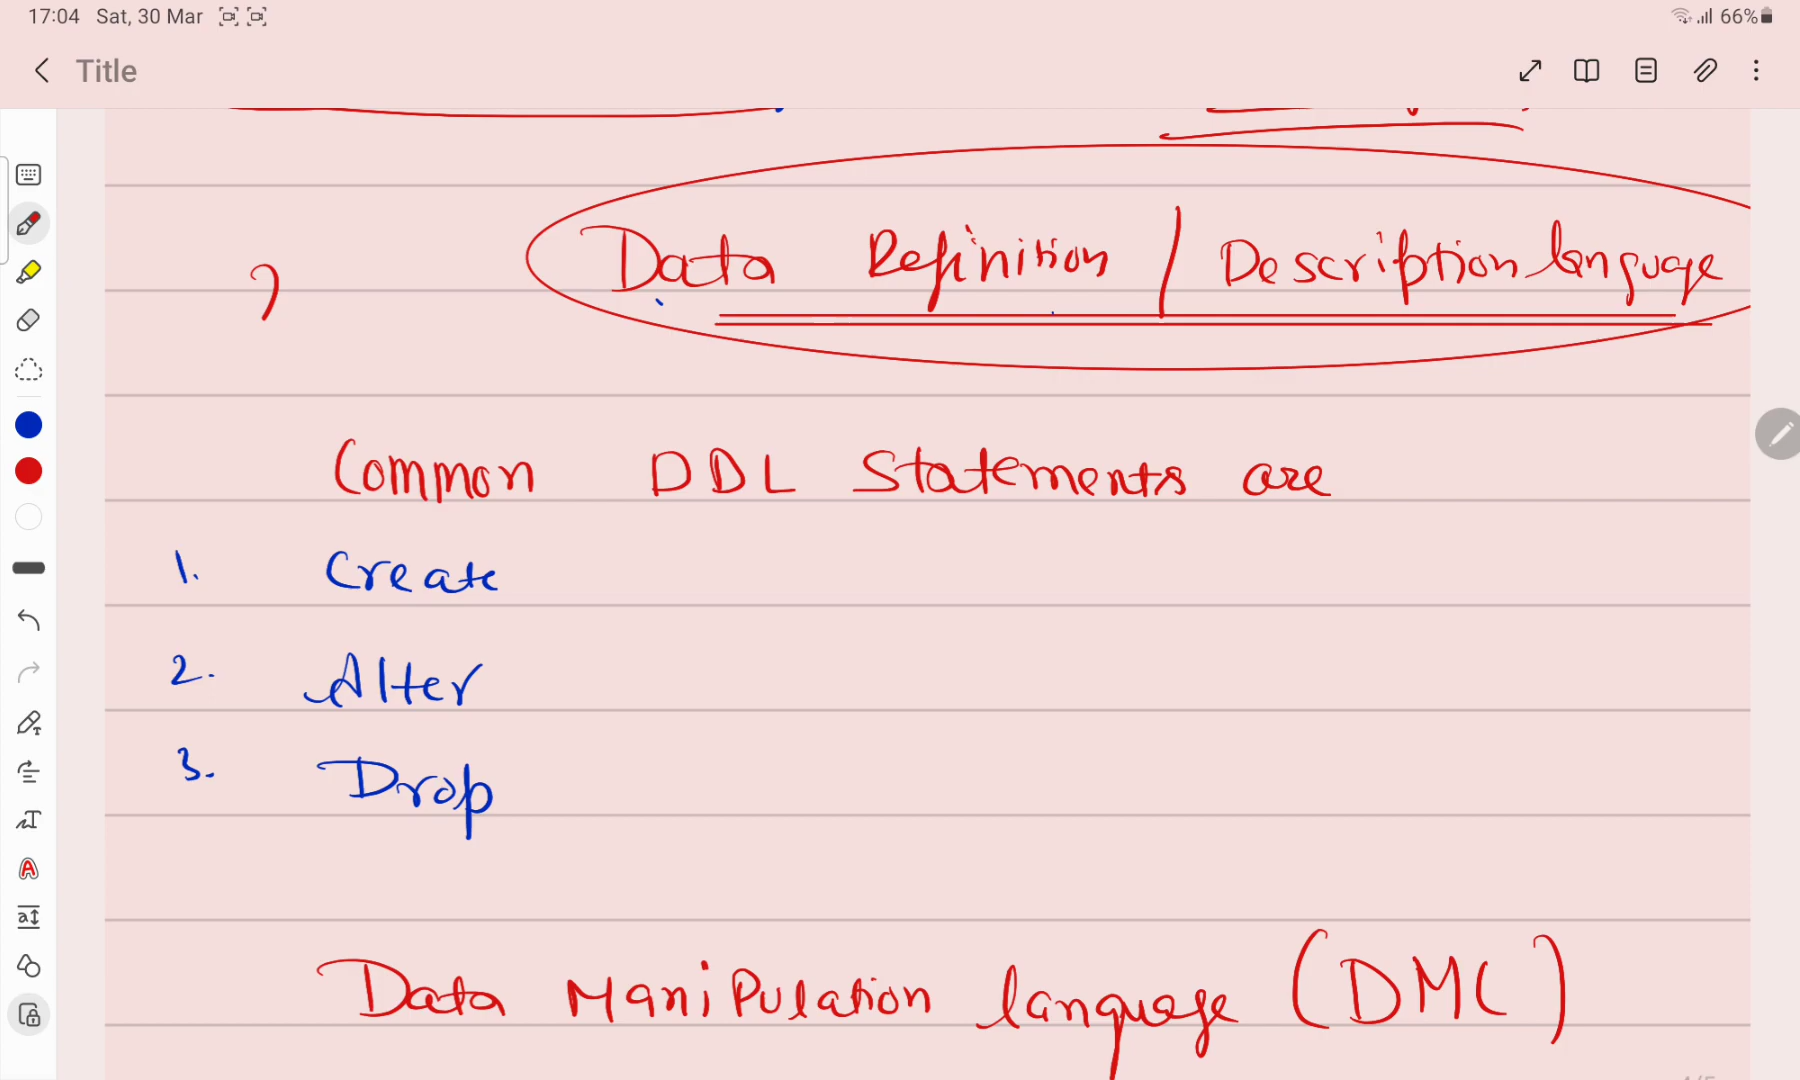 17:04 Sat, 30 Mar 66%
Title
Data Definition / Description language
Common DDL Statements are
1. Create
2. Alter
3. Drop
Data Manipulation language (DML)